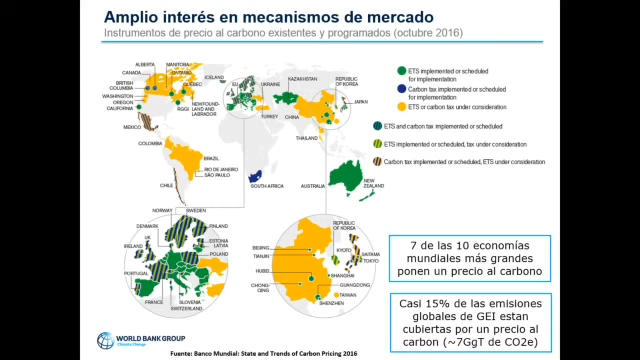 Amplio interés en mecanismos de mercado
Instrumentos de precio al carbono existentes y programados (octubre 2016)
ALBERTA
MANITOBA
CANADA
ONTARIO
BRITISH
COLUMBIA
QUÉBEC
WASHINGTON
OREGON
CALIFORNIA
RGGI
NEWFOUND-
LAND AND
LABRADOR
MEXICO
COLOMBIA
BRAZIL
RIO DE JANEIRO
SÃO PAULO
CHILE
ICELAND
EU
UKRAINE
KAZAKHSTAN
REPUBLIC
OF KOREA
JAPAN
TURKEY
CHINA
THAILAND
SOUTH AFRICA
AUSTRALIA
NEW
ZEALAND
ETS implemented or scheduled
for implementation
Carbon tax implemented or scheduled
for implementation
ETS or carbon tax under consideration
ETS and carbon tax implemented or scheduled
ETS implemented or scheduled, tax under consideration
Carbon tax implemented or scheduled, ETS under consideration
NORWAY
SWEDEN
DENMARK
FINLAND
UK
IRELAND
ESTONIA
LATVIA
POLAND
PORTUGAL
FRANCE
SLOVENIA
SWITZERLAND
REPUBLIC
OF KOREA
BEIJING
TIANJIN
KYOTO
SAITAMA
TOKYO
HUBEI
SHANGHAI
CHONG-
QING
GUANGDONG
TAIWAN
SHENZHEN
7 de las 10 economías
mundiales más grandes
ponen un precio al carbono
Casi 15% de las emisiones
globales de GEI estan
cubiertas por un precio al
carbon (~7GgT de CO2e)
WORLD BANK GROUP
Climate Change
Fuente: Banco Mundial: State and Trends of Carbon Pricing 2016